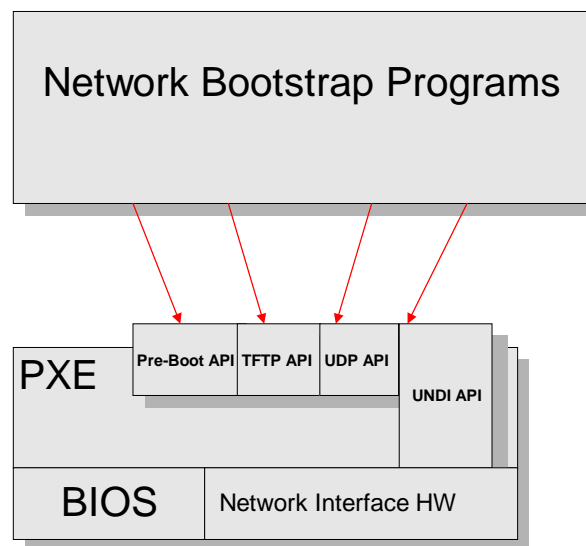 Network Bootstrap Programs
Pre-Boot API
TFTP API
UDP API
PXE
UNDI API
BIOS
Network Interface HW